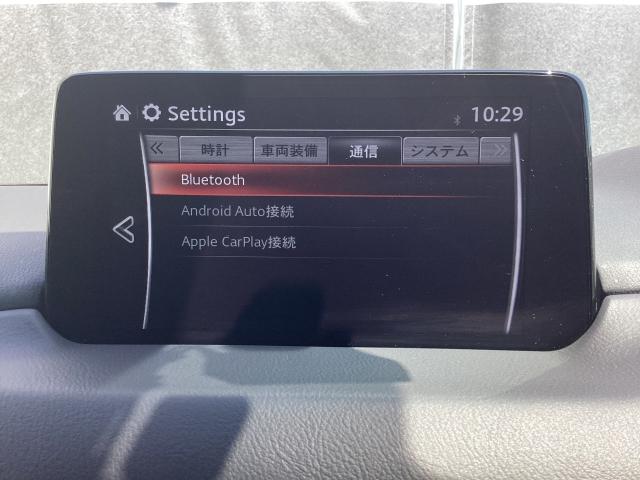 Settings 10:29
時計 車両装備 通信 システム
Bluetooth
Android Auto接続
Apple CarPlay接続